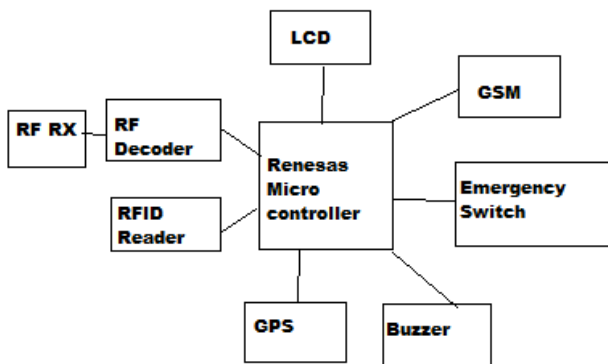 LCD
GSM
RF RX
RF
Decoder
Renesas
Micro
controller
Emergency
Switch
RFID
Reader
GPS
Buzzer